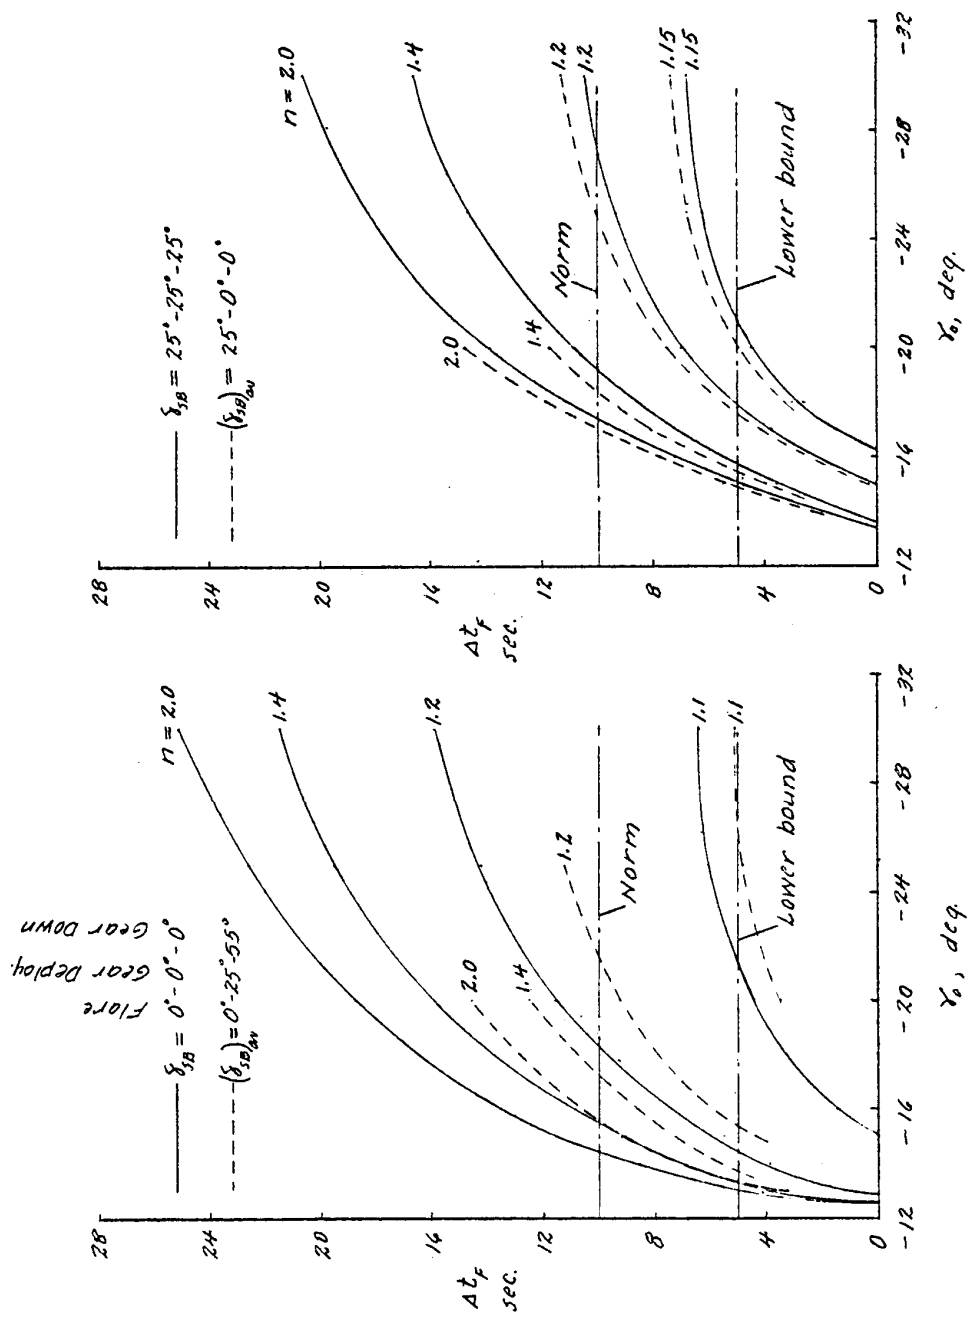 Flare
Gear Deploy.
Gear Down
δSB = 0° - 0° - 0°
(δSB)av = 0° - 25° - 55°
28
24
20
16
12
8
4
0
Δt_F
sec.
n = 2.0
1.4
1.2
1.1
1.1
2.0
1.4
1.2
Norm
Lower bound
-12
-16
-20
-24
-28
-32
γ₀, deg.
δSB = 25° - 25° - 25°
(δSB)av = 25° - 0° - 0°
28
24
20
16
12
8
4
0
Δt_F
sec.
n = 2.0
1.4
1.2
1.2
1.15
1.15
2.0
1.4
Norm
Lower bound
-12
-16
-20
-24
-28
-32
γ₀, deg.